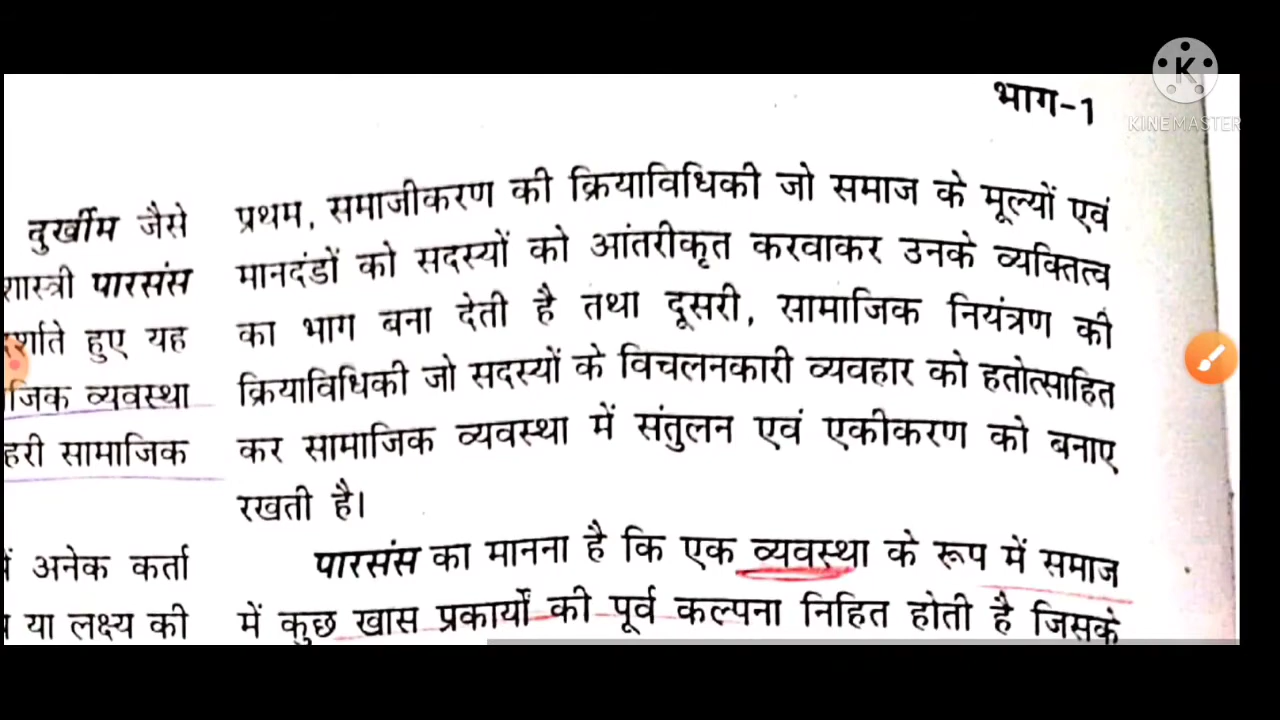 भाग-1
KINEMASTER
दुर्खीम जैसे
शास्त्री पारसंस
दर्शाते हुए यह
जिक व्यवस्था
हरी सामाजिक
में अनेक कर्ता
या लक्ष्य की
प्रथम, समाजीकरण की क्रियाविधिकी जो समाज के मूल्यों एवं
मानदंडों को सदस्यों को आंतरीकृत करवाकर उनके व्यक्तित्व
का भाग बना देती है तथा दूसरी, सामाजिक नियंत्रण की
क्रियाविधिकी जो सदस्यों के विचलनकारी व्यवहार को हतोत्साहित
कर सामाजिक व्यवस्था में संतुलन एवं एकीकरण को बनाए
रखती है।
पारसंस का मानना है कि एक व्यवस्था के रूप में समाज
में कुछ खास प्रकार्यों की पूर्व कल्पना निहित होती है जिसके